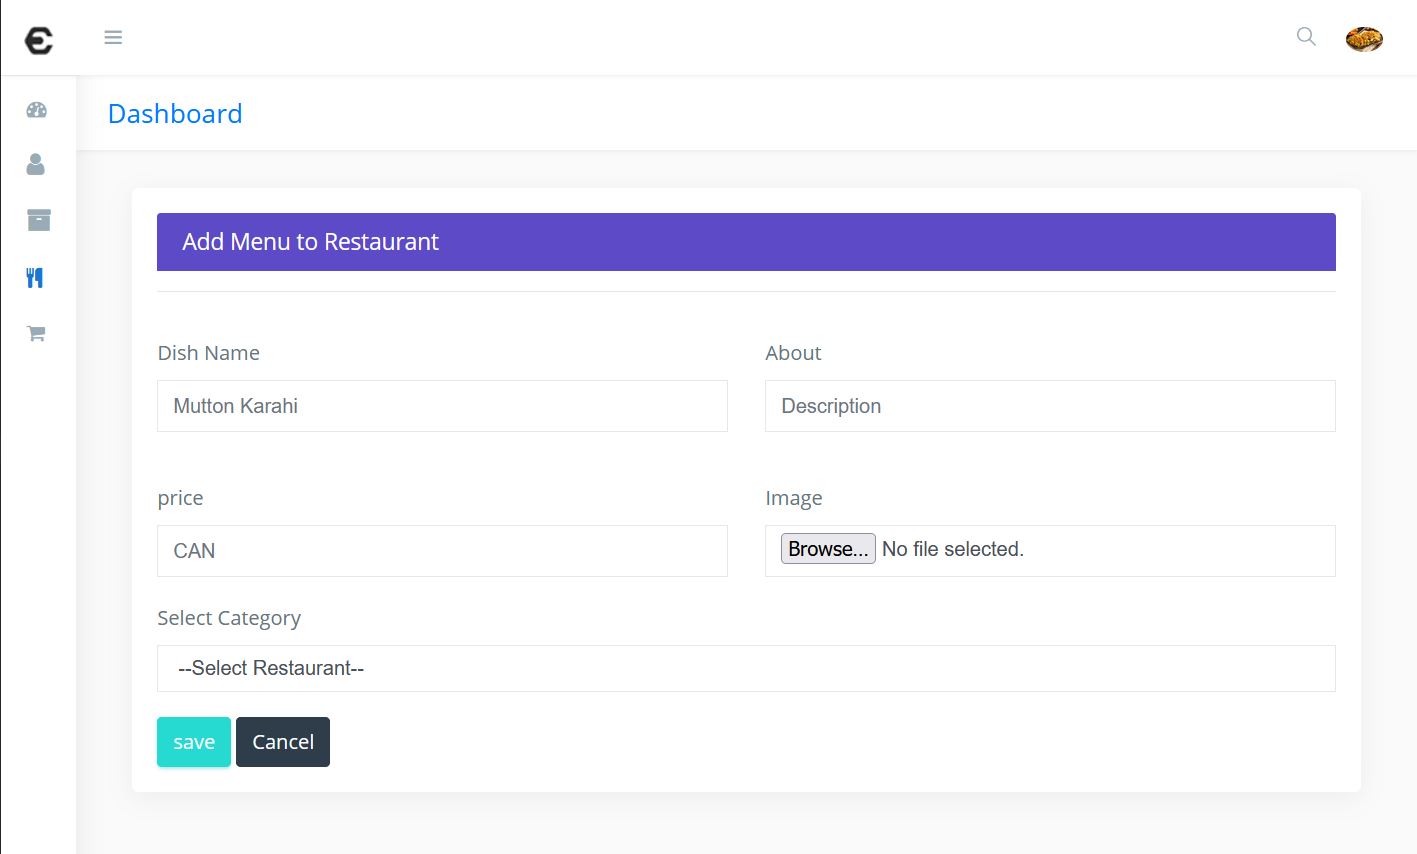 Dashboard
Add Menu to Restaurant
Dish Name
About
Mutton Karahi
Description
price
Image
CAN
Browse... No file selected.
Select Category
--Select Restaurant--
save
Cancel